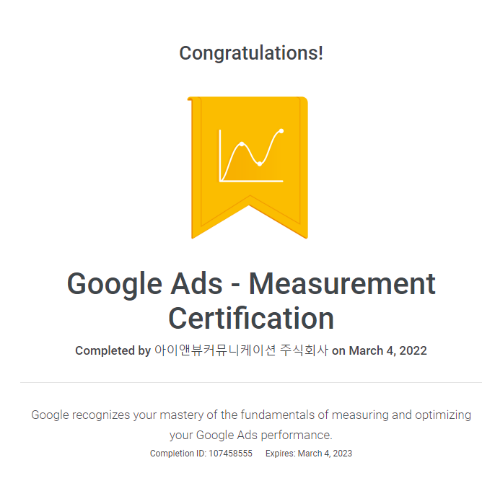 Congratulations!
Google Ads - Measurement
Certification
Completed by 아이앤뷰커뮤니케이션 주식회사 on March 4, 2022
Google recognizes your mastery of the fundamentals of measuring and optimizing
your Google Ads performance.
Completion ID: 107458555 Expires: March 4, 2023